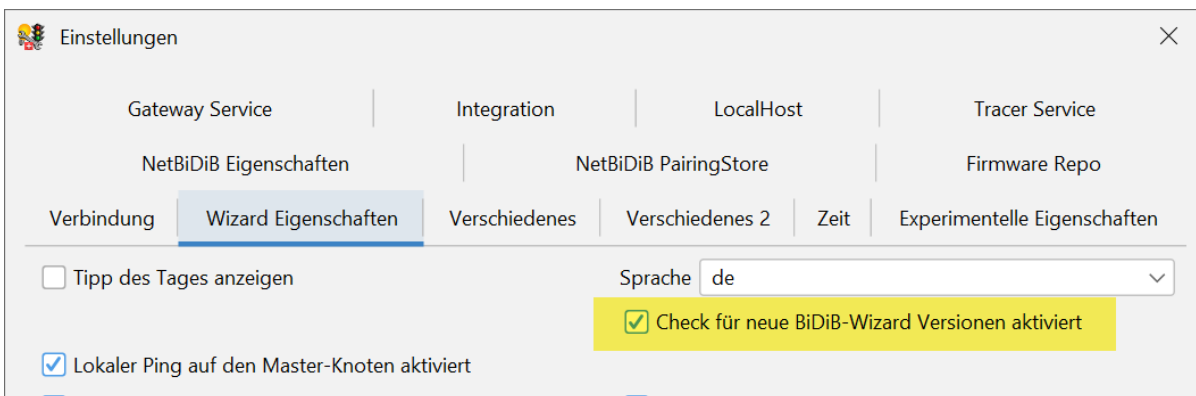 Einstellungen
Gateway Service Integration LocalHost Tracer Service
NetBiDiB Eigenschaften NetBiDiB PairingStore Firmware Repo
Verbindung Wizard Eigenschaften Verschiedenes Verschiedenes 2 Zeit Experimentelle Eigenschaften
Tipp des Tages anzeigen Sprache de
Check für neue BiDiB-Wizard Versionen aktiviert
Lokaler Ping auf den Master-Knoten aktiviert